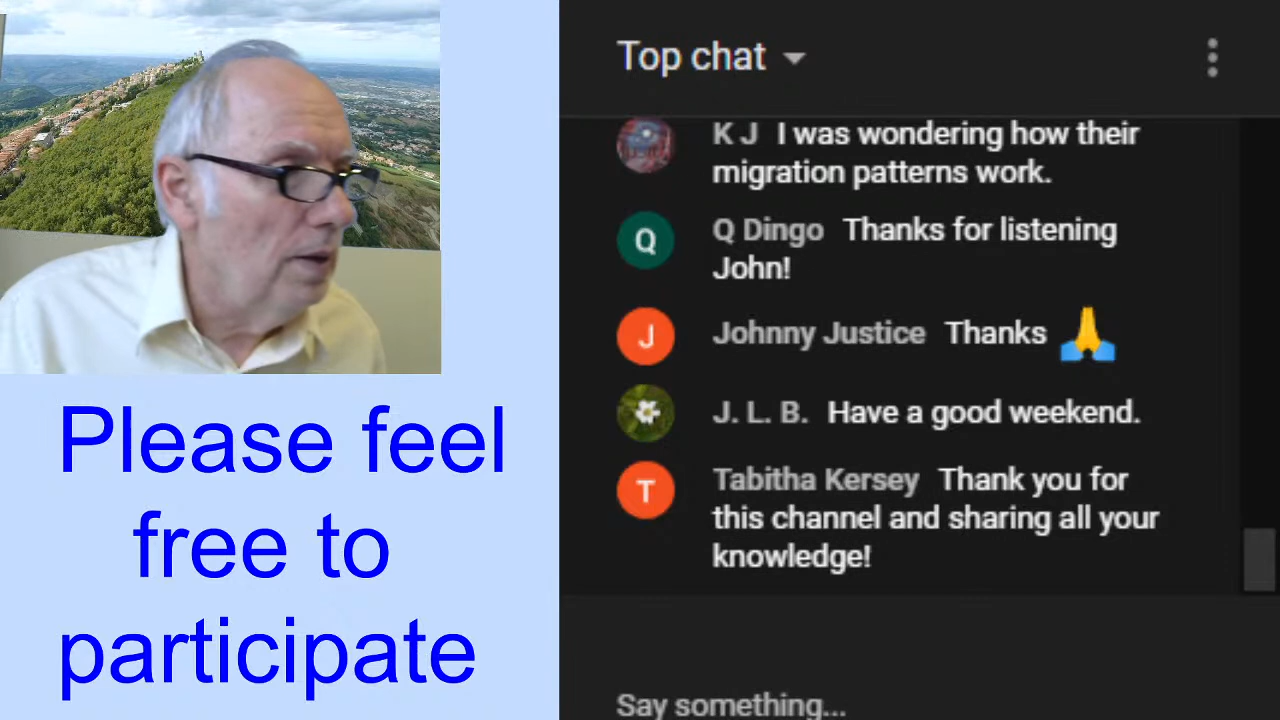 Please feel
free to
participate
Top chat
K J I was wondering how their
migration patterns work.
Q
Q Dingo Thanks for listening
John!
J
Johnny Justice Thanks 🙏
J. L. B. Have a good weekend.
T
Tabitha Kersey Thank you for
this channel and sharing all your
knowledge!
Say something...